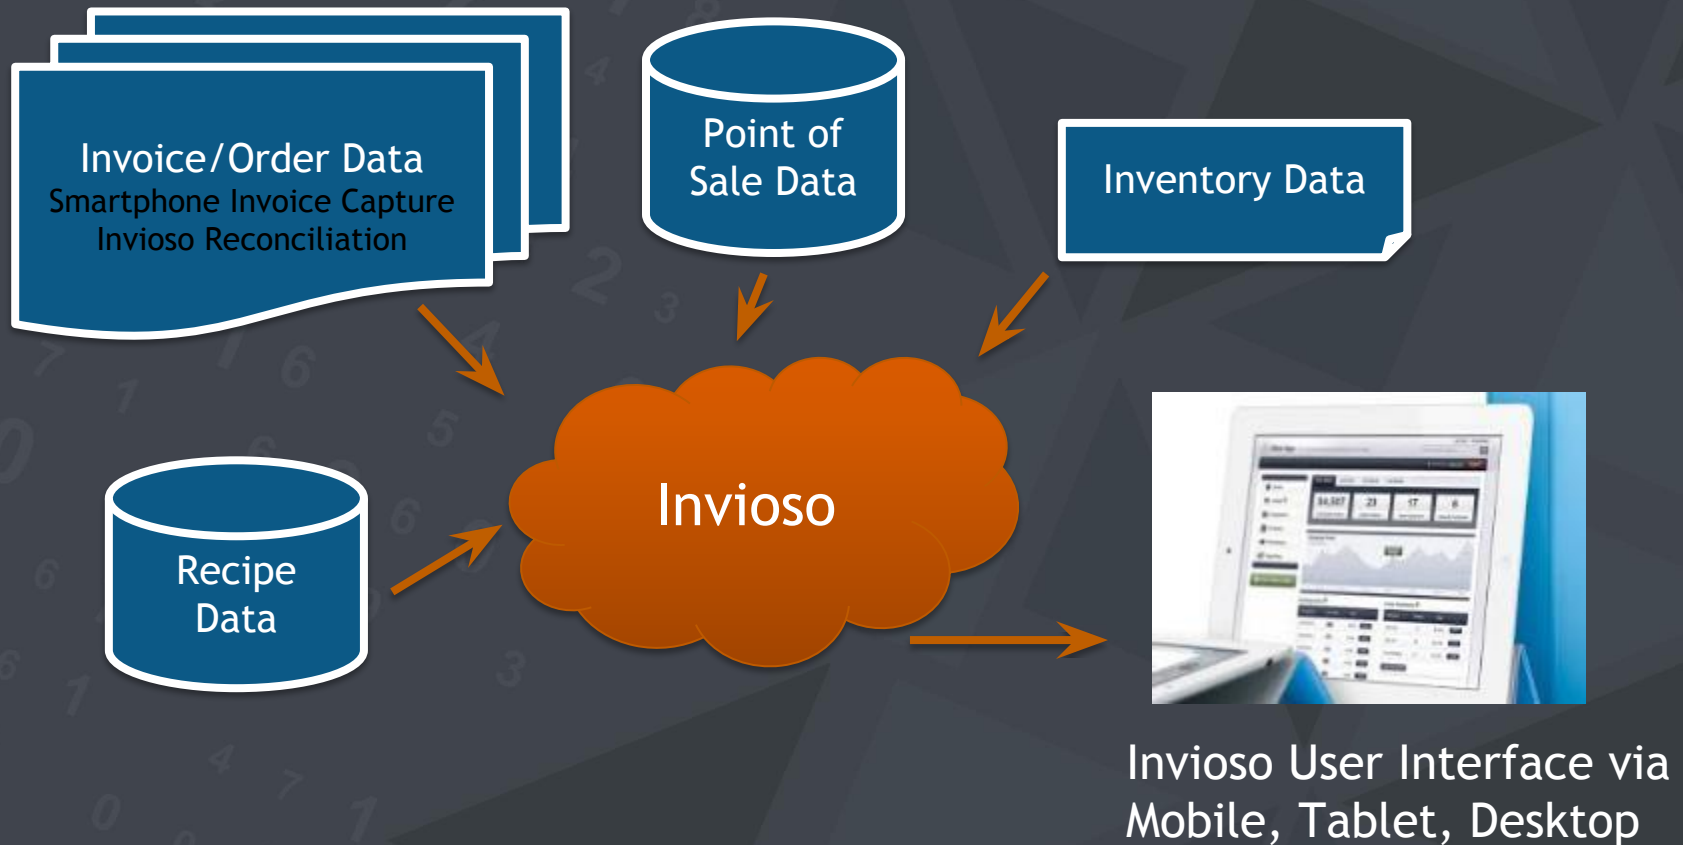 Invoice/Order Data
Smartphone Invoice Capture
Invioso Reconciliation
Point of
Sale Data
Inventory Data
Invioso
Recipe
Data
Invioso User Interface via
Mobile, Tablet, Desktop